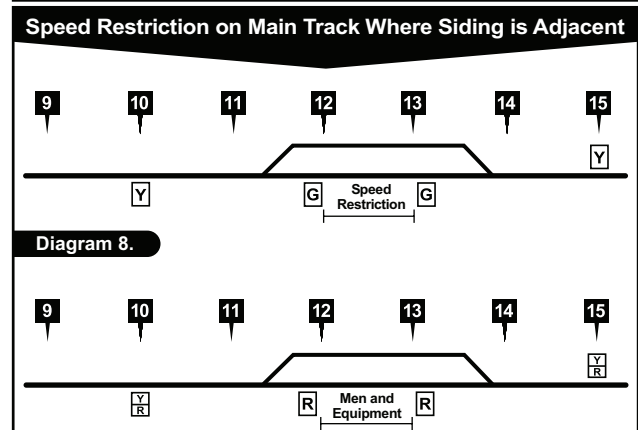 Speed Restriction on Main Track Where Siding is Adjacent
9 10 11 12 13 14 15
Y
Y G Speed Restriction G
Diagram 8.
9 10 11 12 13 14 15
Y
R
Y
R
R Men and Equipment R